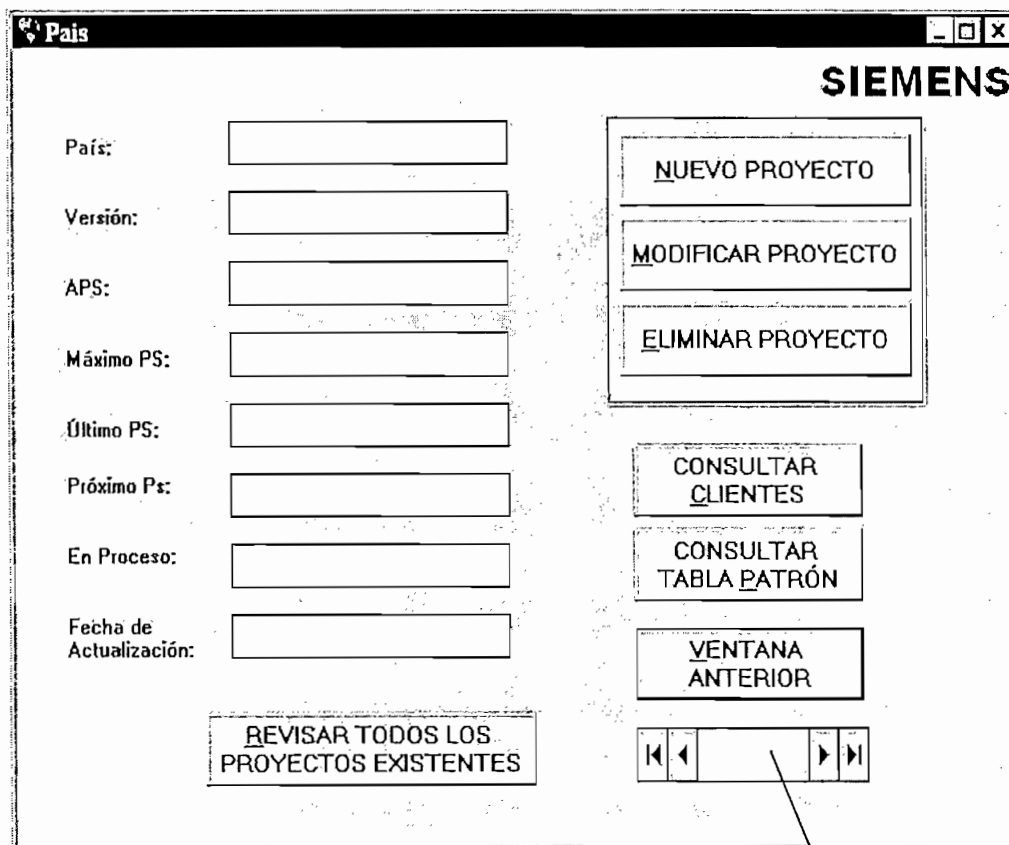 Pais
SIEMENS
País:
Versión:
APS:
Máximo PS:
Último PS:
Próximo Ps:
En Proceso:
Fecha de
Actualización:
REVISAR TODOS LOS
PROYECTOS EXISTENTES
NUEVO PROYECTO
MODIFICAR PROYECTO
ELIMINAR PROYECTO
CONSULTAR
CLIENTES
CONSULTAR
TABLA PATRÓN
VENTANA
ANTERIOR